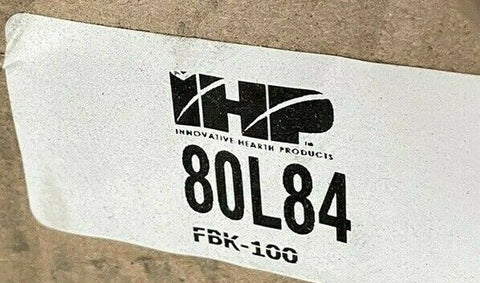 IHP
INNOVATIVE HEARTH PRODUCTS
80L84
FBK-100